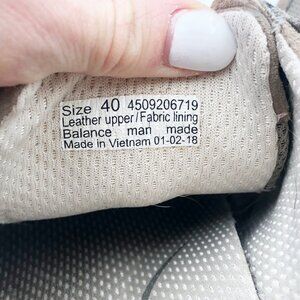 Size 40 4509206719
Leather upper/Fabric lining
Balance man made
Made in Vietnam 01-02-18